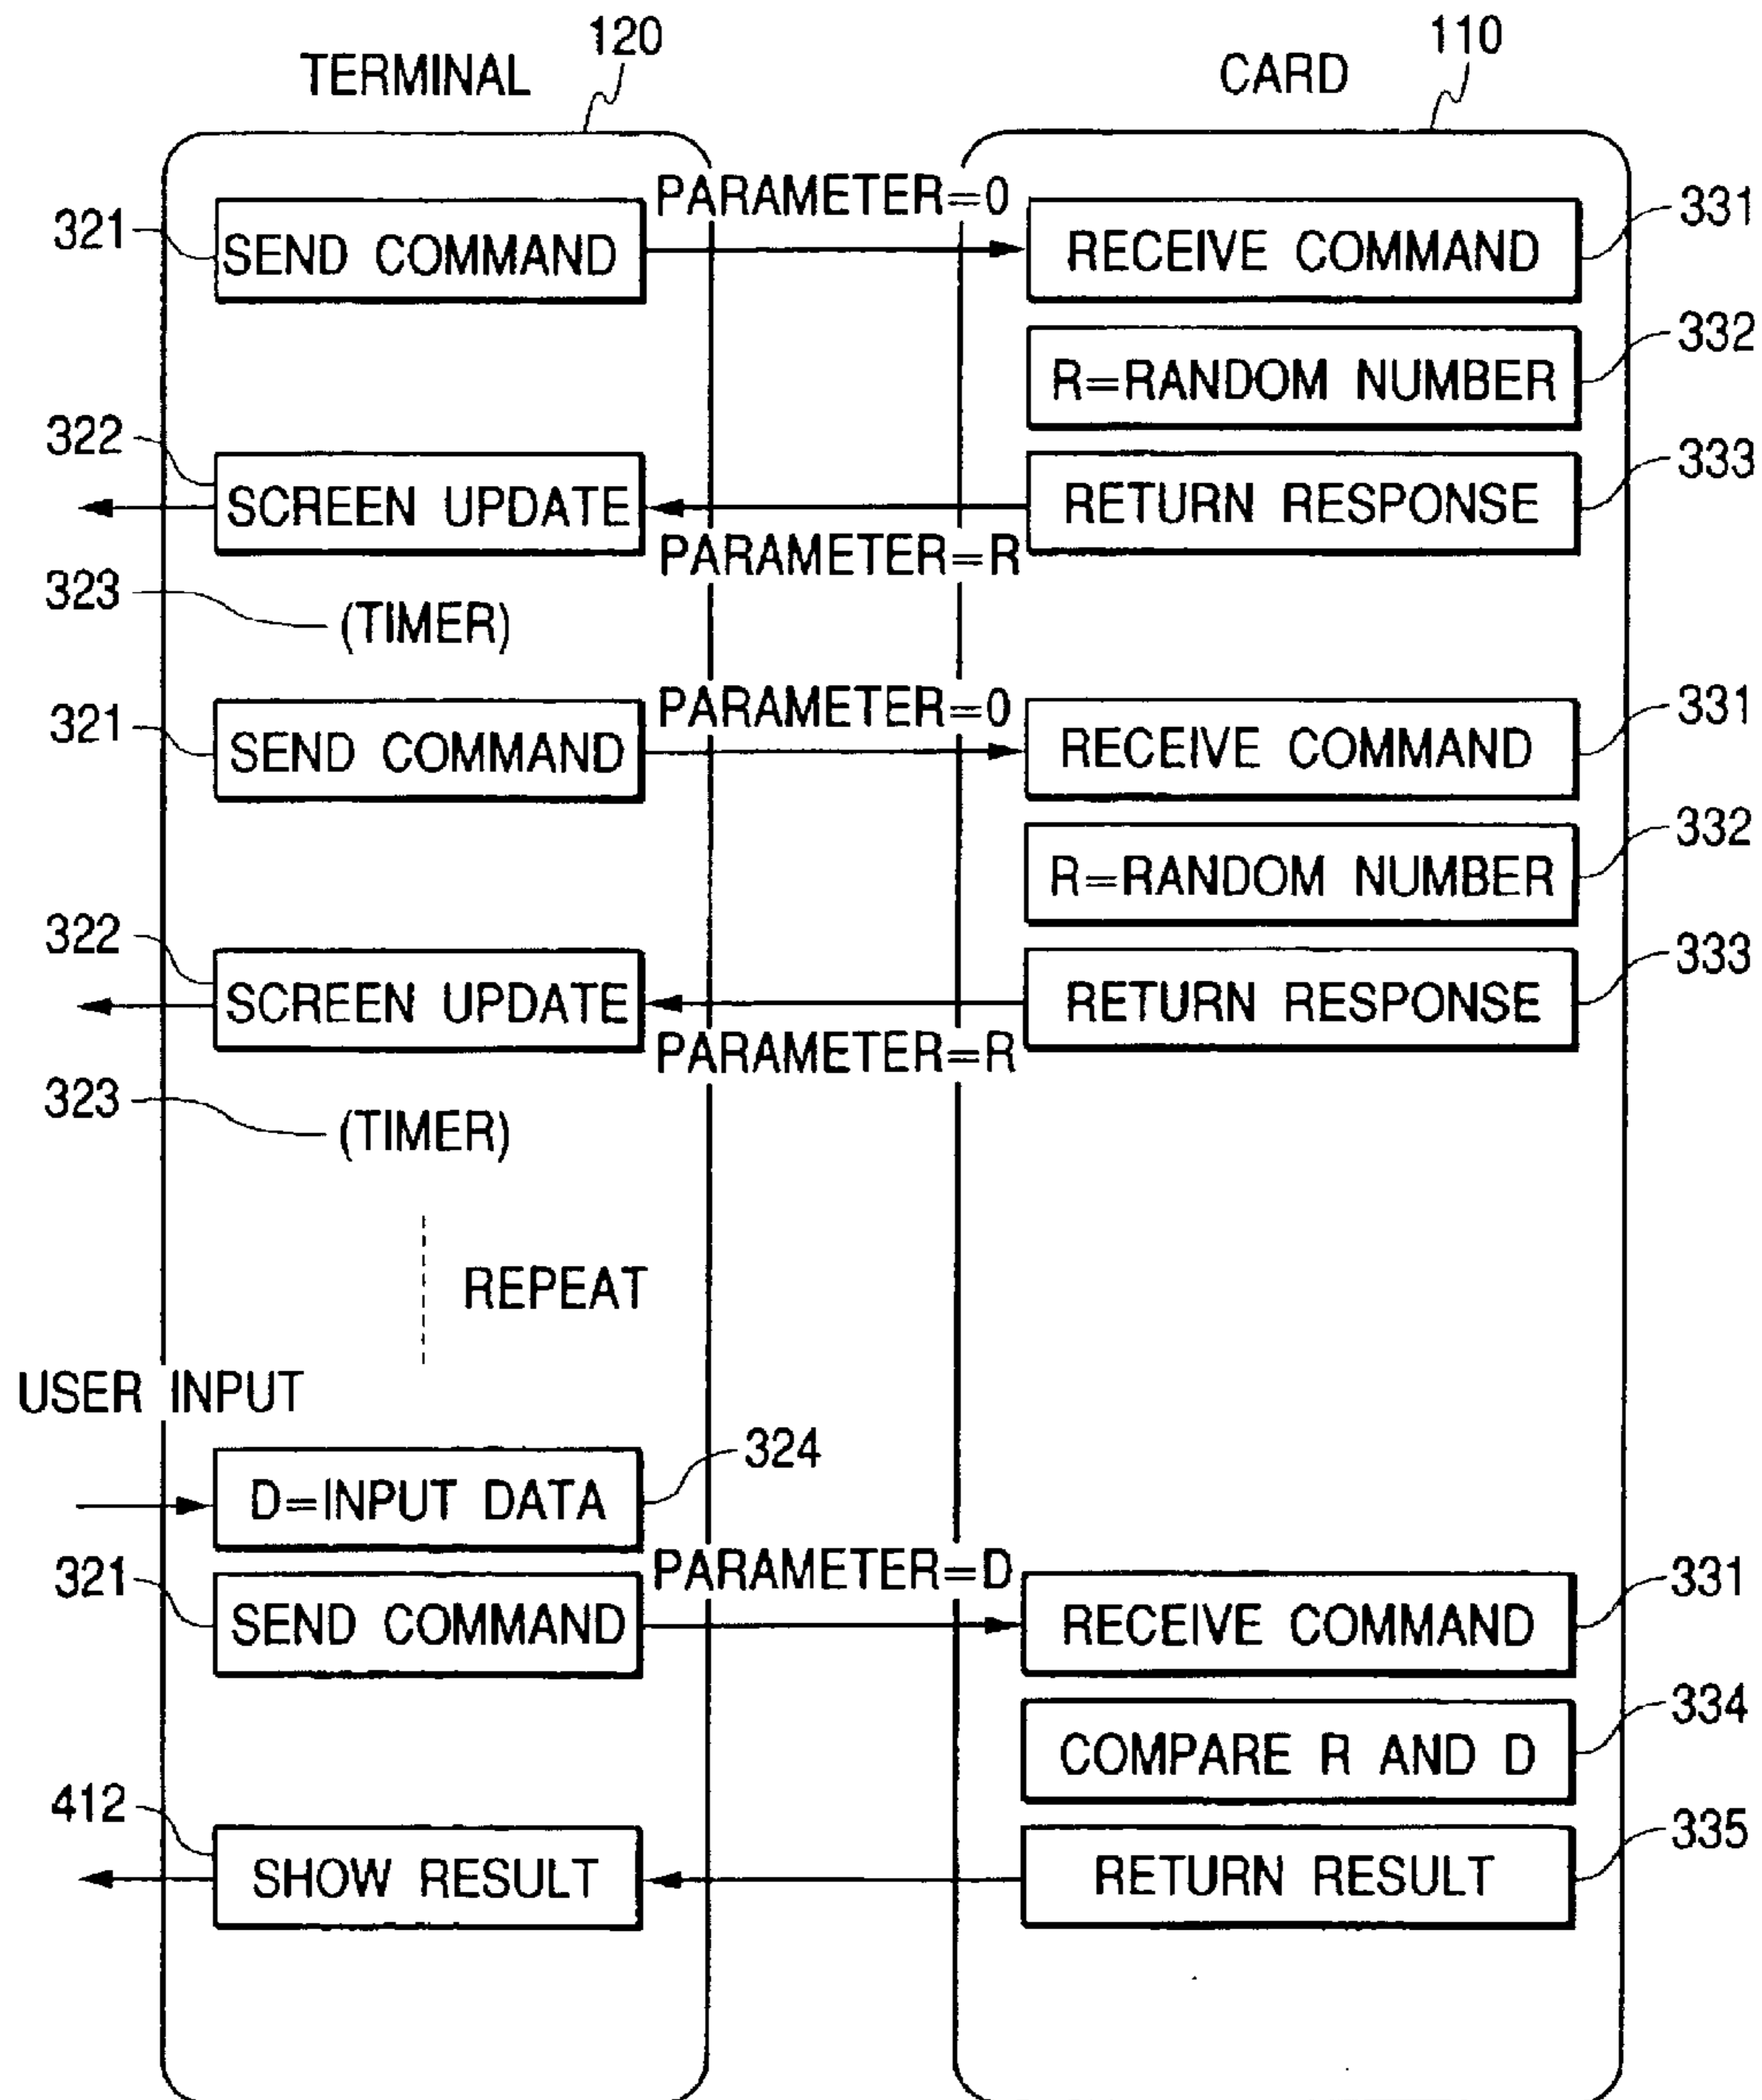 120
110
TERMINAL
CARD
PARAMETER=0
321
SEND COMMAND
RECEIVE COMMAND
331
R=RANDOM NUMBER
332
322
SCREEN UPDATE
RETURN RESPONSE
333
PARAMETER=R
323
(TIMER)
PARAMETER=0
321
SEND COMMAND
RECEIVE COMMAND
331
R=RANDOM NUMBER
332
322
SCREEN UPDATE
RETURN RESPONSE
333
PARAMETER=R
323
(TIMER)
REPEAT
USER INPUT
D=INPUT DATA
324
PARAMETER=D
321
SEND COMMAND
RECEIVE COMMAND
331
COMPARE R AND D
334
412
SHOW RESULT
RETURN RESULT
335